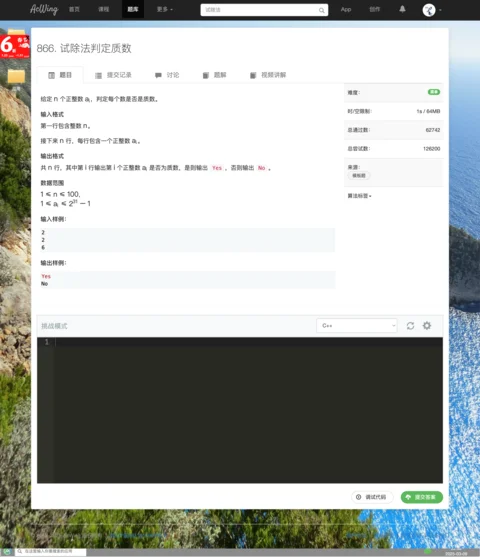 AcWing 首页 课程 题库 更多 试除法 App 创作
866. 试除法判定质数
题目 提交记录 讨论 题解 视频讲解
给定 n 个正整数 aᵢ，判定每个数是否是质数。
输入格式
第一行包含整数 n。
接下来 n 行，每行包含一个正整数 aᵢ。
输出格式
共 n 行，其中第 i 行输出第 i 个正整数 aᵢ 是否为质数，是则输出 Yes，否则输出 No。
数据范围
1 ≤ n ≤ 100,
1 ≤ aᵢ ≤ 2³¹ − 1
输入样例：
2
2
6
输出样例：
Yes
No
难度： 简单
时/空限制： 1s / 64MB
总通过数： 62742
总尝试数： 126200
来源：
模板题
算法标签
挑战模式 C++
1
调试代码 提交答案